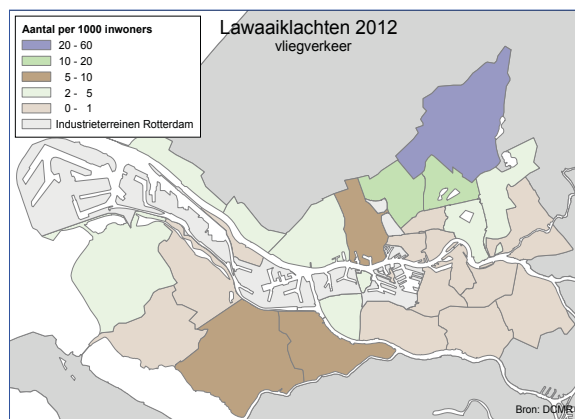 Lawaaiklachten 2012
vliegverkeer
Aantal per 1000 inwoners
20 - 60
10 - 20
5 - 10
2 - 5
0 - 1
Industrieterreinen Rotterdam
Bron: DCMR